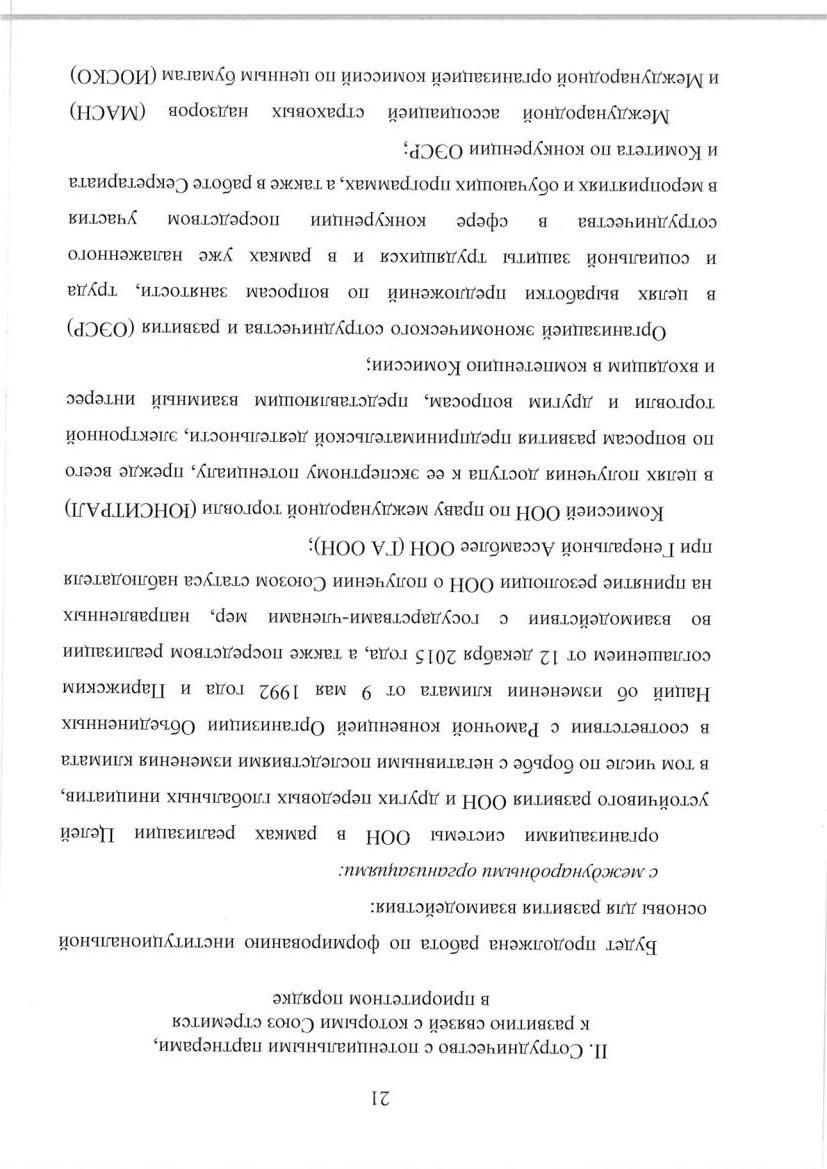 21
II. Сотрудничество с потенциальными партнерами,
к развитию связей с которыми Союз стремится
в приоритетном порядке
Будет продолжена работа по формированию институциональной
основы для развития взаимодействия:
с международными организациями:
организациями системы ООН в рамках реализации Целей
устойчивого развития ООН и других передовых глобальных инициатив,
в том числе по борьбе с негативными последствиями изменения климата
в соответствии с Рамочной конвенцией Организции Объединенных
Наций об изменении климата от 9 мая 1992 года и Парижским
соглашением от 12 декабря 2015 года, а также посредством реализации
во взаимодействии с государствами-членами мер, направленных
на принятие резолюции ООН о получении Союзом статуса наблюдателя
при Генеральной Ассамблее ООН (ГА ООН);
Комиссией ООН по праву международной торговли (ЮНСИТРАЛ)
в целях получения доступа к ее экспертному потенциалу, прежде всего
по вопросам развития предпринимательской деятельности, электронной
торговли и другим вопросам, представляющим взаимный интерес
и входящим в компетенцию Комиссии;
Организацией экономического сотрудничества и развития (ОЭСР)
в целях выработки предложений по вопросам занятости, труда
и социальной защиты трудящихся и в рамках уже налаженного
сотрудничества в сфере конкуренции посредством участия
в мероприятиях и обучающих программах, а также в работе Секретариата
и Комитета по конкуренции ОЭСР;
Международной ассоциацией страховых надзоров (МАСН)
и Международной организацией комиссий по ценным бумагам (ИОСКО)